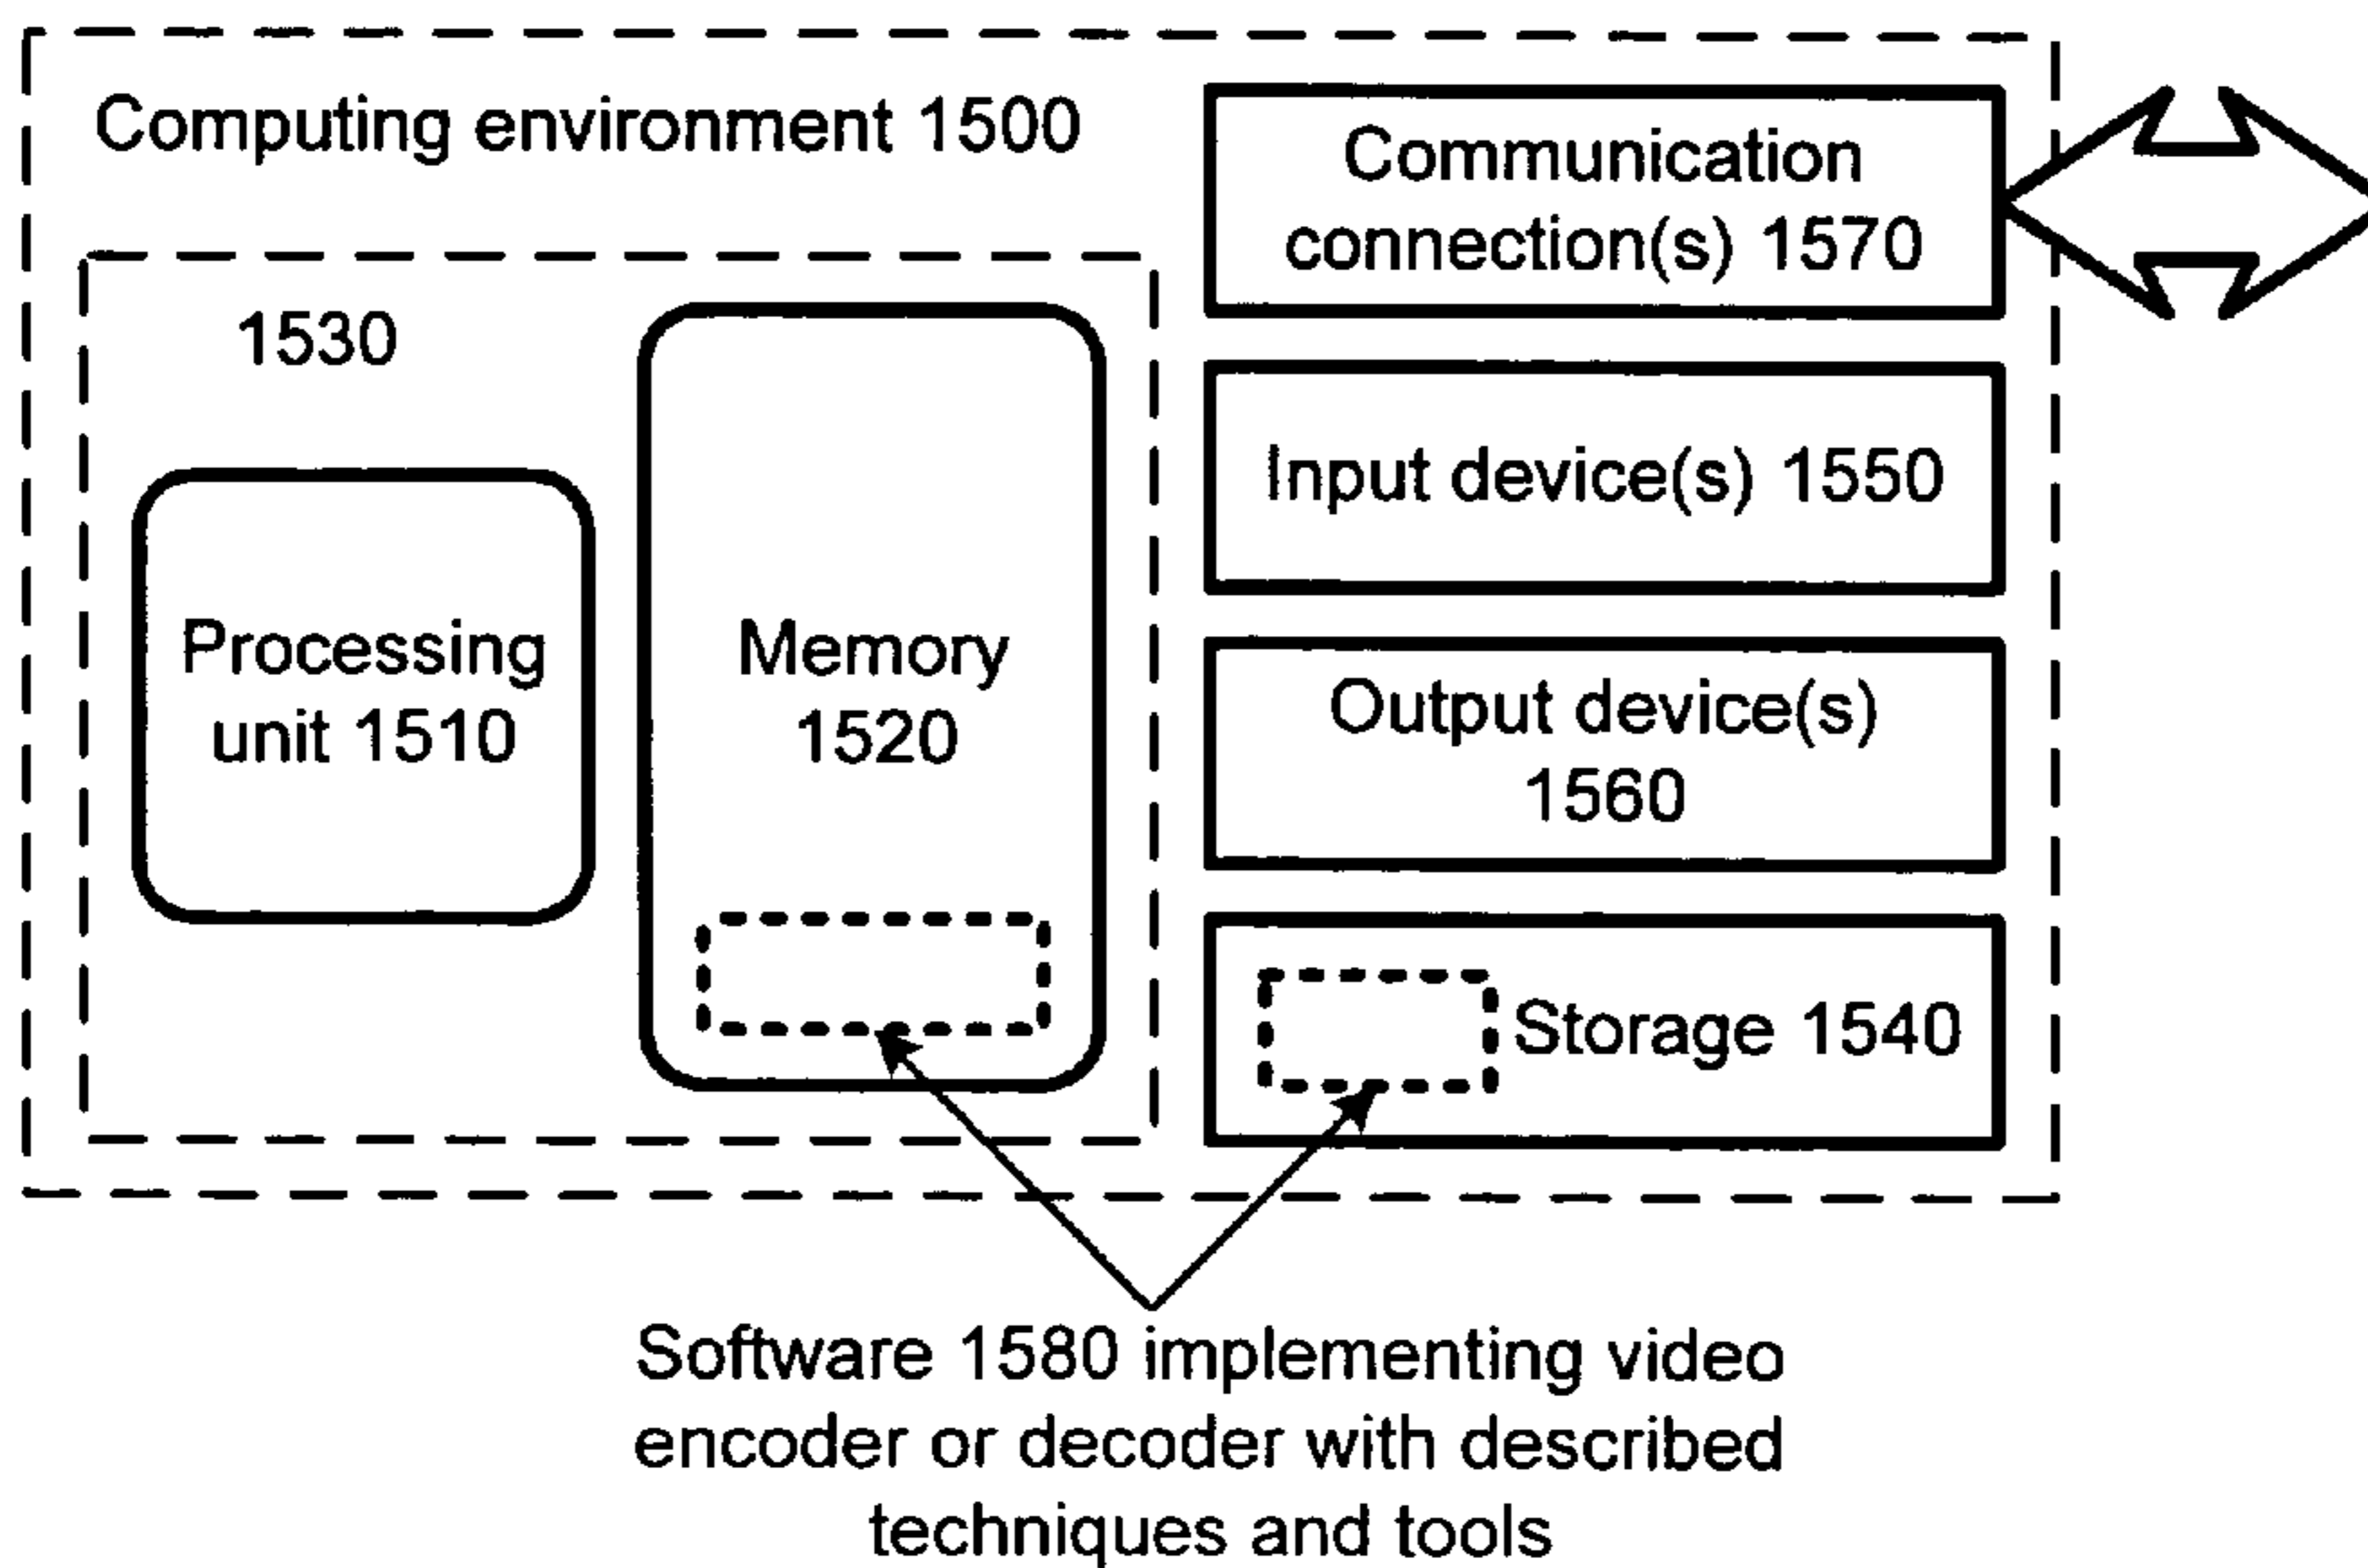 Computing environment 1500
Communication
connection(s) 1570
1530
Input device(s) 1550
Processing
unit 1510
Memory
1520
Output device(s)
1560
Storage 1540
Software 1580 implementing video
encoder or decoder with described
techniques and tools